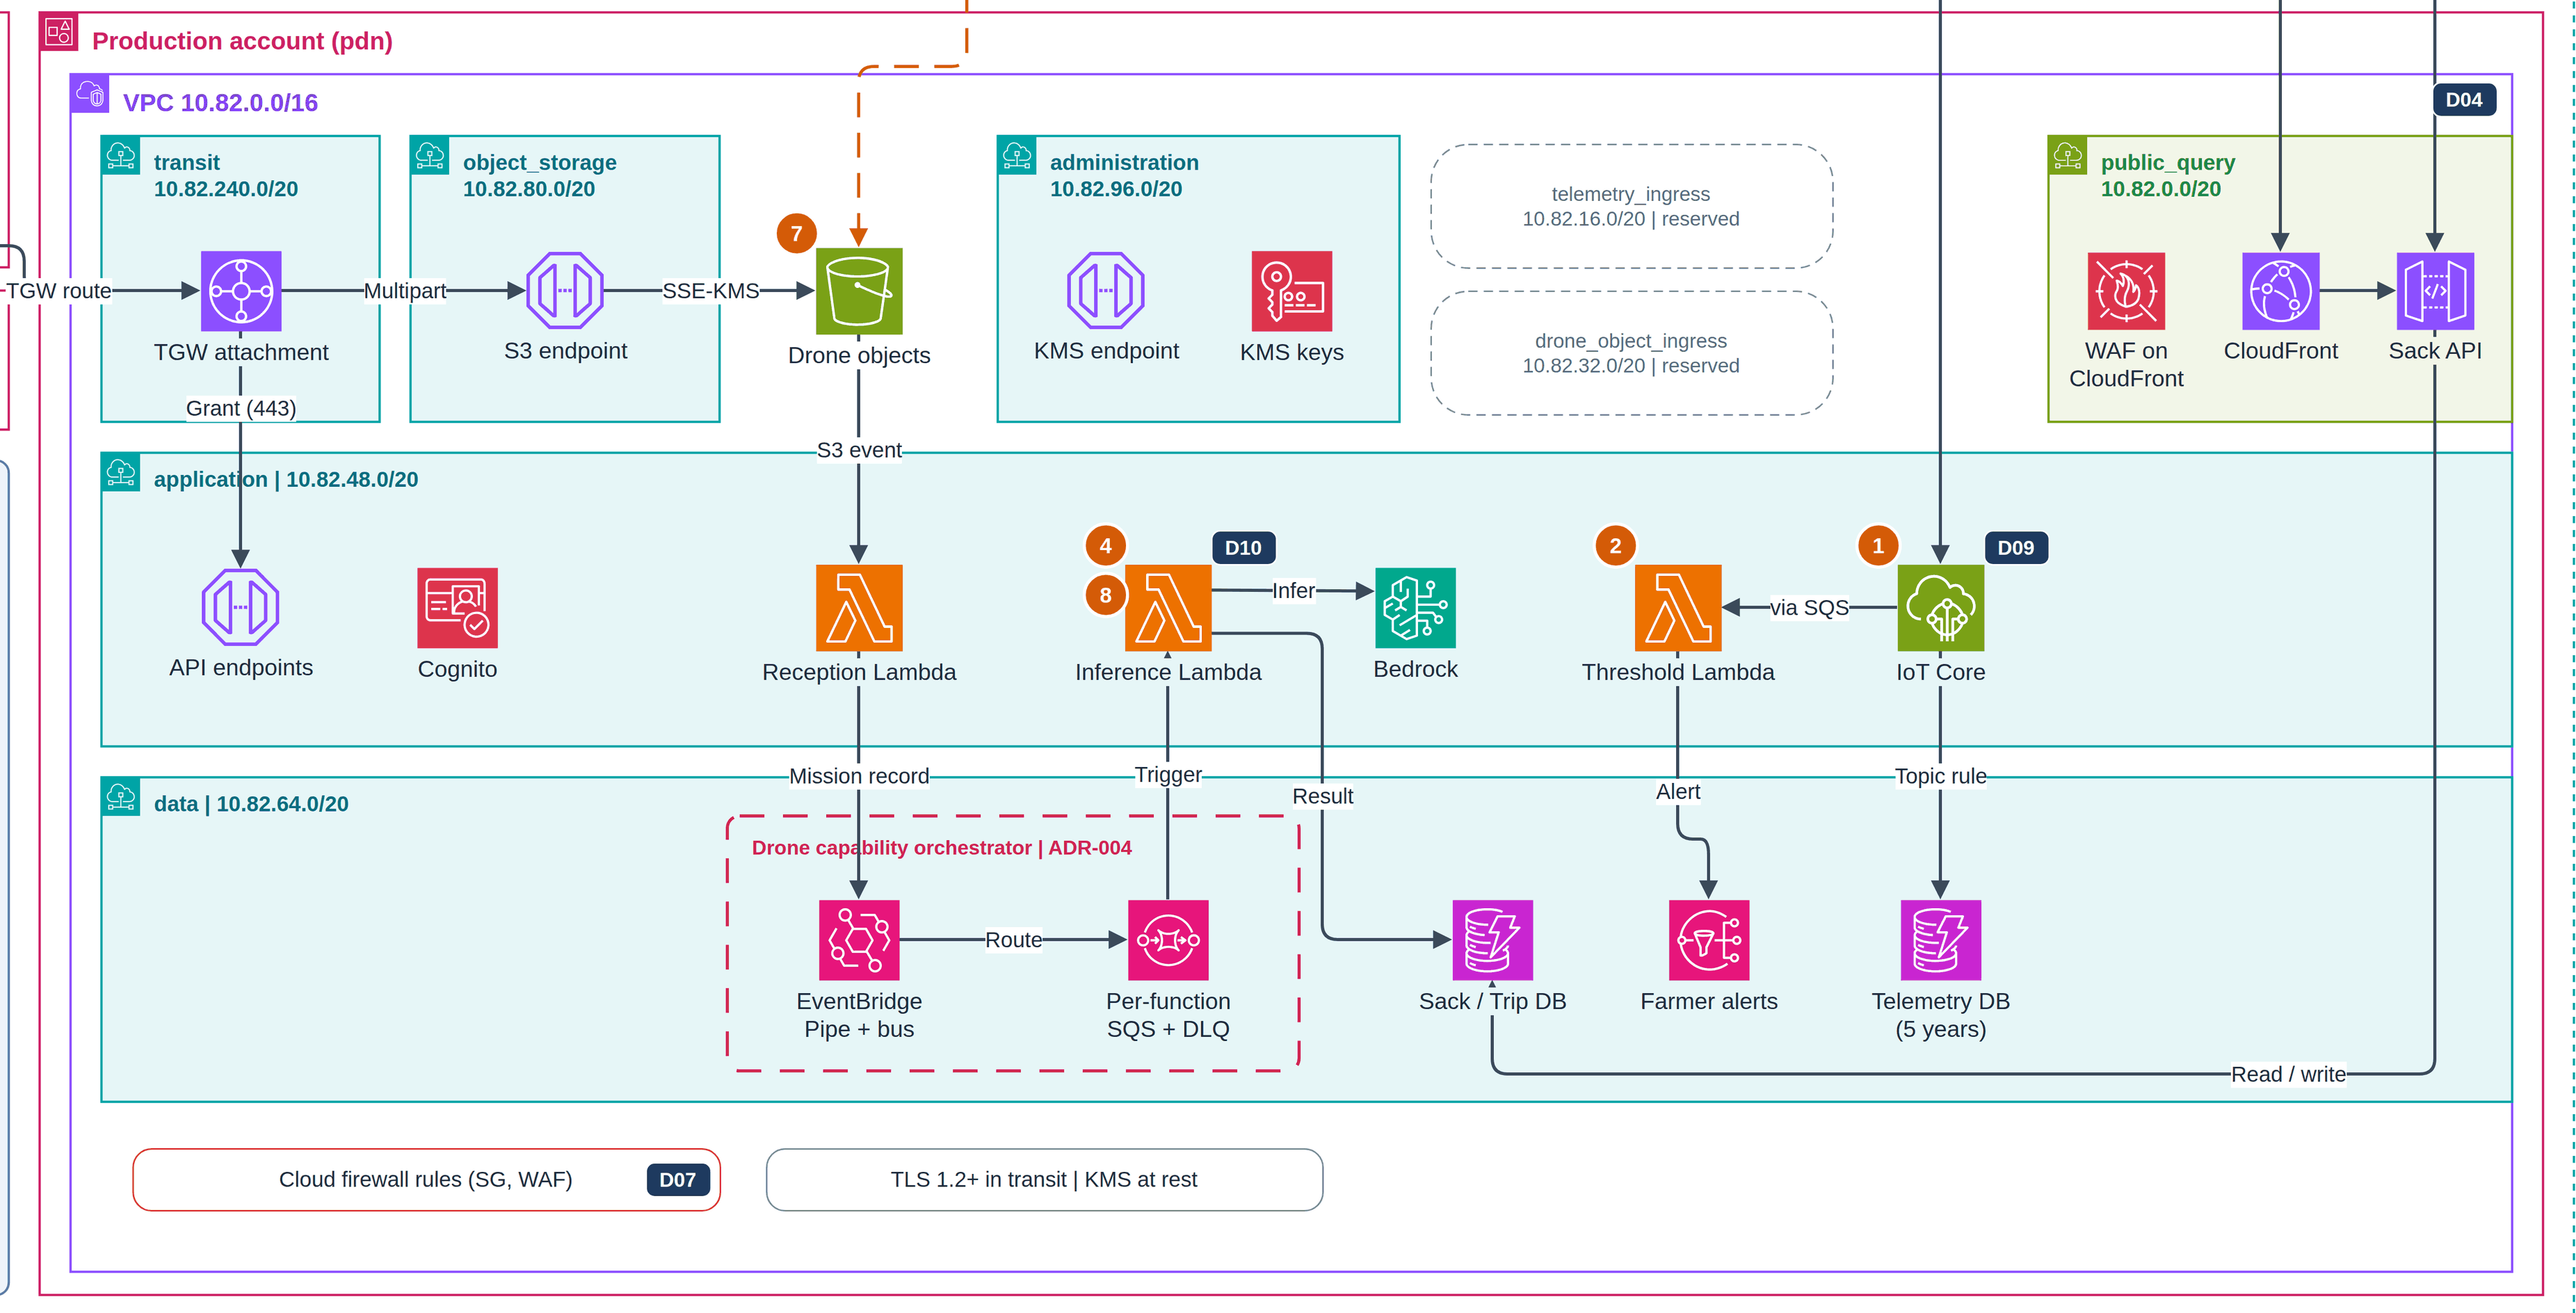 Production account (pdn)
VPC 10.82.0.0/16
D04
transit
10.82.240.0/20
object_storage
10.82.80.0/20
administration
10.82.96.0/20
telemetry_ingress
10.82.16.0/20 | reserved
drone_object_ingress
10.82.32.0/20 | reserved
public_query
10.82.0.0/20
7
TGW route
Multipart
SSE-KMS
TGW attachment
S3 endpoint
Drone objects
KMS endpoint
KMS keys
WAF on
CloudFront
CloudFront
Sack API
Grant (443)
S3 event
application | 10.82.48.0/20
4
8
D10
2
1
D09
Infer
via SQS
API endpoints
Cognito
Reception Lambda
Inference Lambda
Bedrock
Threshold Lambda
IoT Core
Mission record
Trigger
Result
Alert
Topic rule
data | 10.82.64.0/20
Drone capability orchestrator | ADR-004
Route
EventBridge
Pipe + bus
Per-function
SQS + DLQ
Sack / Trip DB
Farmer alerts
Telemetry DB
(5 years)
Read / write
Cloud firewall rules (SG, WAF)
D07
TLS 1.2+ in transit | KMS at rest